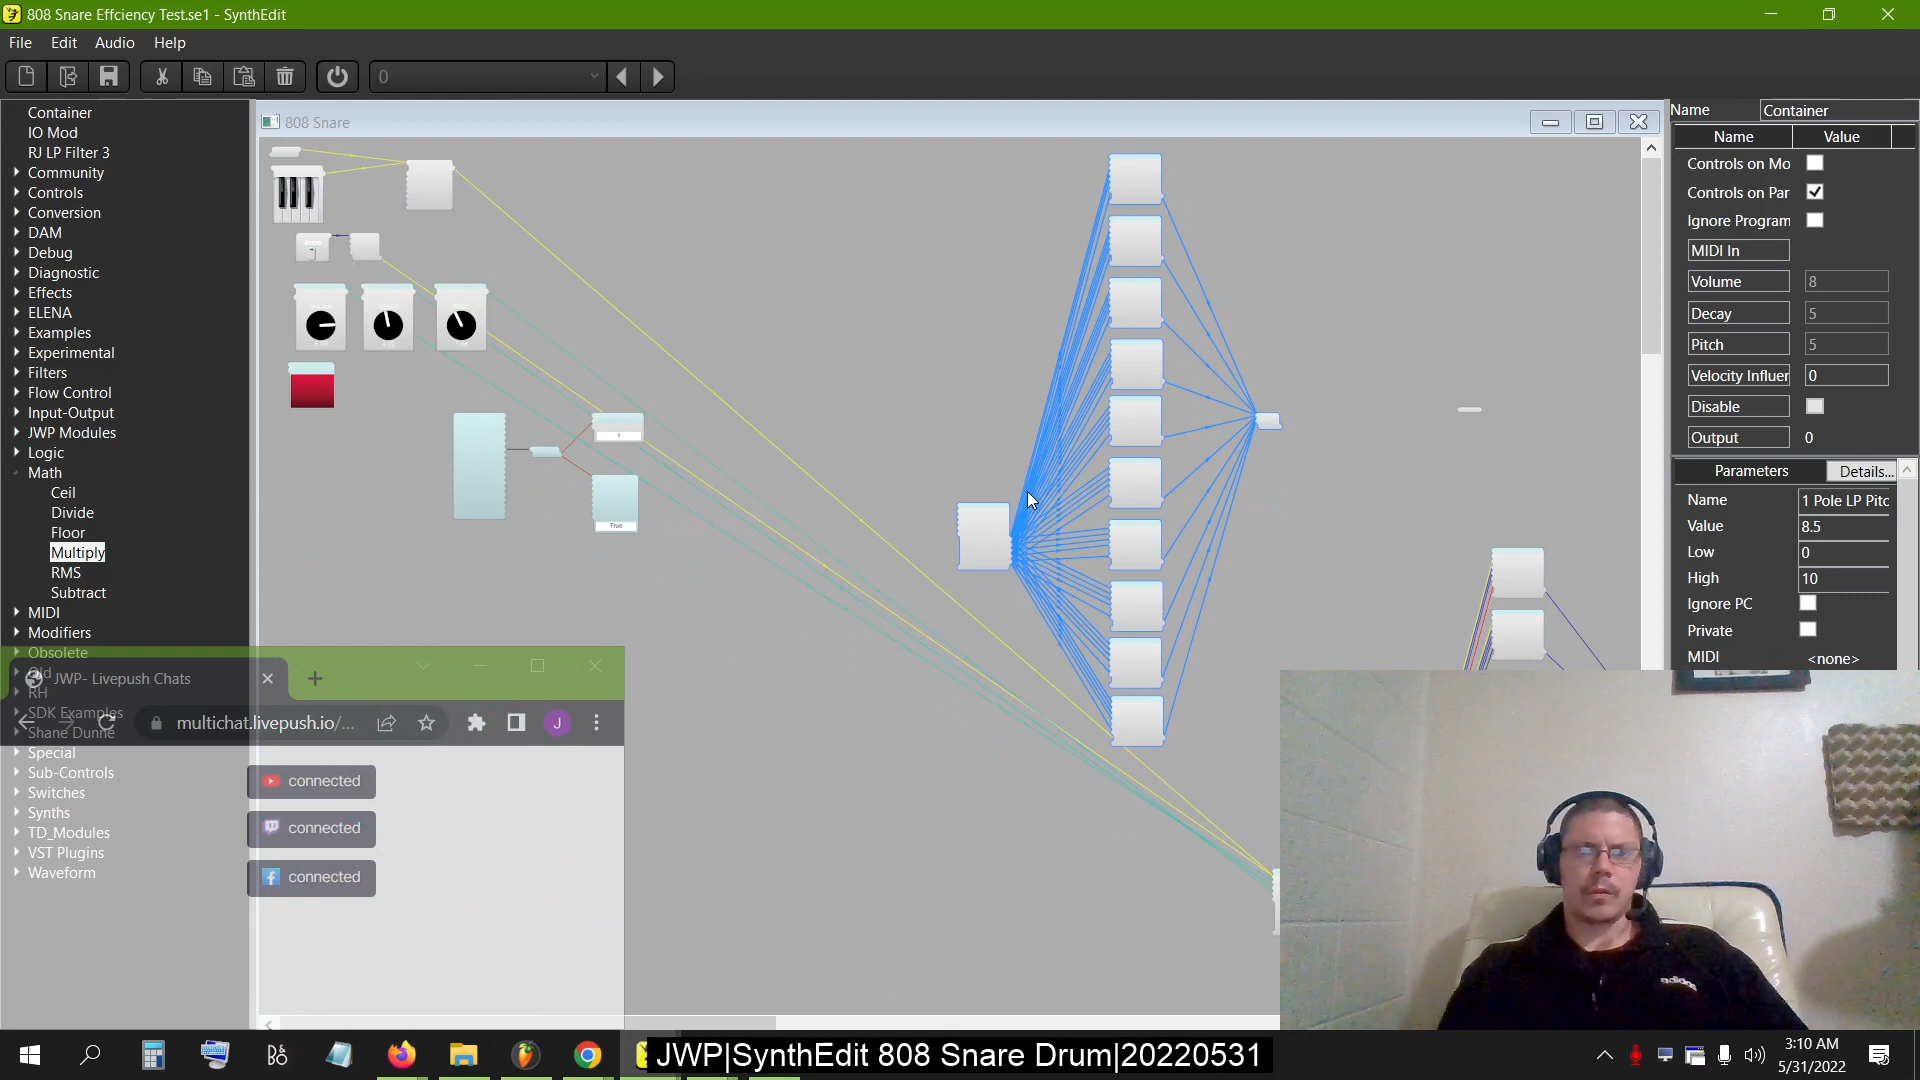 808 Snare Effciency Test.se1 - SynthEdit
File Edit Audio Help
0
Container
IO Mod
RJ LP Filter 3
Community
Controls
Conversion
DAM
Debug
Diagnostic
Effects
ELENA
Examples
Experimental
Filters
Flow Control
Input-Output
JWP Modules
Logic
Math
Ceil
Divide
Floor
Multiply
RMS
Subtract
MIDI
Modifiers
Obsolete
Old
RH
SDK Examples
Shane Dunne
Special
Sub-Controls
Switches
Synths
TD_Modules
VST Plugins
Waveform
808 Snare
1
True
JWP- Livepush Chats
multichat.livepush.io/...
J
connected
connected
connected
Name Container
Name Value
Controls on Mo
Controls on Par
Ignore Program
MIDI In
Volume 8
Decay 5
Pitch 5
Velocity Influer 0
Disable
Output 0
Parameters Details...
Name 1 Pole LP Pitc
Value 8.5
Low 0
High 10
Ignore PC
Private
MIDI <none>
adidas
JWP|SynthEdit 808 Snare Drum|20220531
3:10 AM
5/31/2022